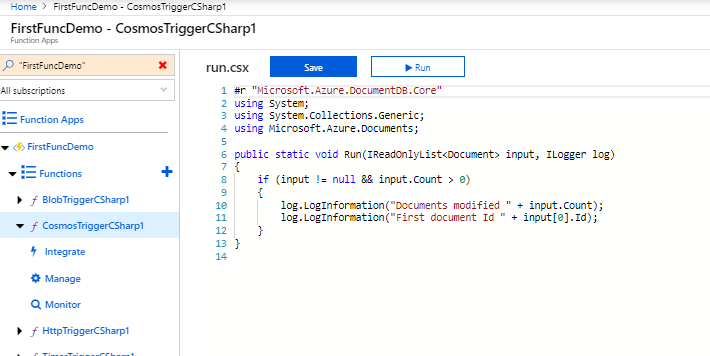 Home > FirstFuncDemo - CosmosTriggerCSharp1
FirstFuncDemo - CosmosTriggerCSharp1
Function Apps
"FirstFuncDemo"
All subscriptions
Function Apps
FirstFuncDemo
Functions
BlobTriggerCSharp1
f CosmosTriggerCSharp1
Integrate
Manage
Monitor
f HttpTriggerCSharp1
f TimerTriggerCSharp1
run.csx
Save
Run
1 #r "Microsoft.Azure.DocumentDB.Core"
2 using System;
3 using System.Collections.Generic;
4 using Microsoft.Azure.Documents;
5
6 public static void Run(IReadOnlyList<Document> input, ILogger log)
7 {
8 if (input != null && input.Count > 0)
9 {
10 log.LogInformation("Documents modified " + input.Count);
11 log.LogInformation("First document Id " + input[0].Id);
12 }
13 }
14